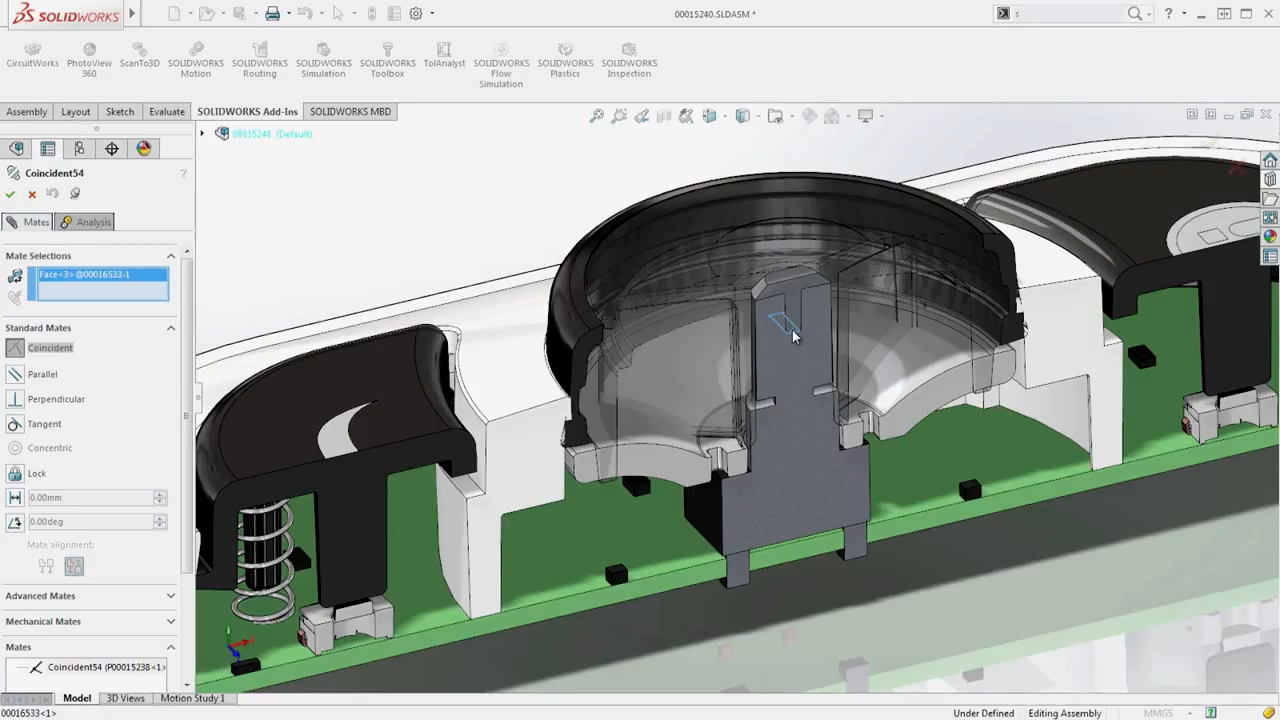 SOLIDWORKS
00015240.SLDASM *
s
CircuitWorks
PhotoView
360
ScanTo3D
SOLIDWORKS
Motion
SOLIDWORKS
Routing
SOLIDWORKS
Simulation
SOLIDWORKS
Toolbox
TolAnalyst
SOLIDWORKS
Flow
Simulation
SOLIDWORKS
Plastics
SOLIDWORKS
Inspection
Assembly
Layout
Sketch
Evaluate
SOLIDWORKS Add-Ins
SOLIDWORKS MBD
00015240 (Default)
Coincident54
Mates
Analysis
Mate Selections
Face<3> @00016533-1
Standard Mates
Coincident
Parallel
Perpendicular
Tangent
Concentric
Lock
0.00mm
0.00deg
Mate alignment:
Advanced Mates
Mechanical Mates
Mates
Coincident54 (P00015238<1>
Model
3D Views
Motion Study 1
00016533<1>
Under Defined
Editing Assembly
MMGS